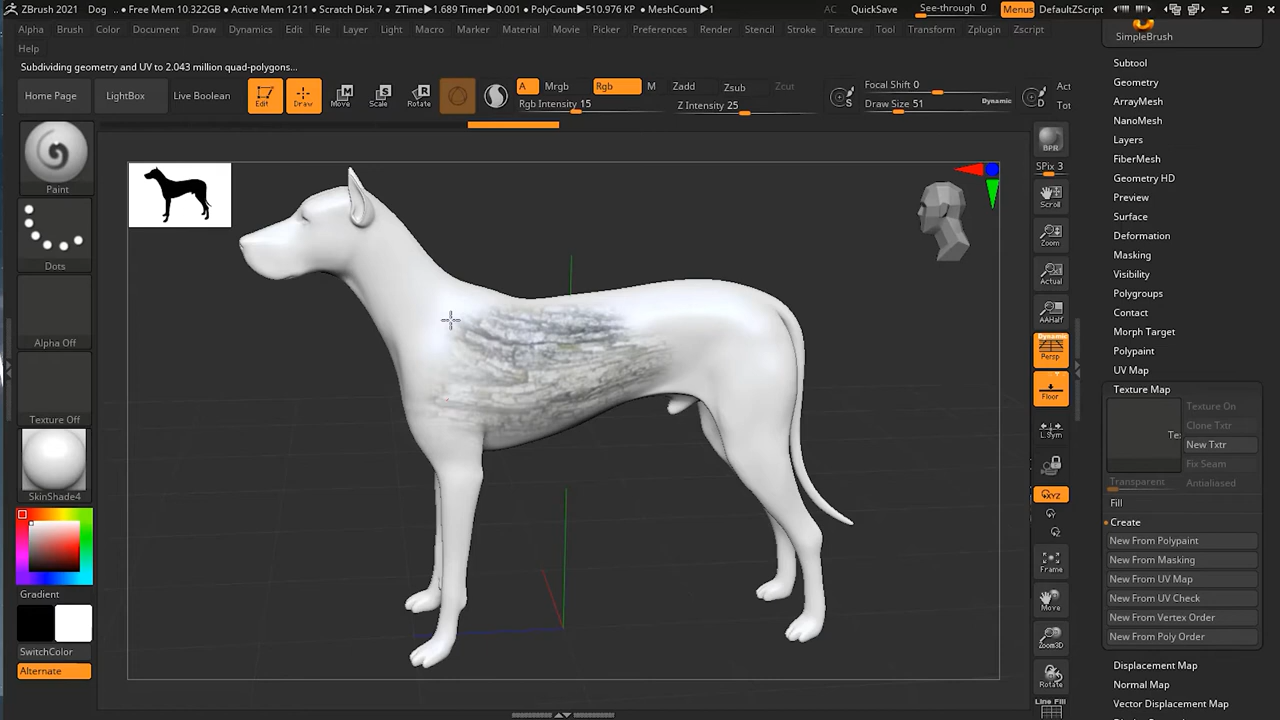 ZBrush 2021 Dog .. • Free Mem 10.322GB • Active Mem 1211 • Scratch Disk 7 • ZTime▶1.689 Timer▶0.001 • PolyCount▶510.976 KP • MeshCount▶1 AC QuickSave See-through 0 Menus DefaultZScript
Alpha Brush Color Document Draw Dynamics Edit File Layer Light Macro Marker Material Movie Picker Preferences Render Stencil Stroke Texture Tool Transform Zplugin Zscript
Help
Subdividing geometry and UV to 2.043 million quad-polygons...
Home Page LightBox Live Boolean Edit Draw Move Scale Rotate
A Mrgb Rgb M Zadd Zsub Zcut
Rgb Intensity 15 Z Intensity 25
Focal Shift 0
Draw Size 51 Dynamic
S
D
Act
Tot
Paint
Dots
Alpha Off
Texture Off
SkinShade4
Gradient
SwitchColor
Alternate
BPR
SPix 3
Scroll
Zoom
Actual
AAHalf
Dynamic
Persp
Floor
L.Sym
XYZ
Frame
Move
Zoom3D
Rotate
Line Fill
SimpleBrush
Subtool
Geometry
ArrayMesh
NanoMesh
Layers
FiberMesh
Geometry HD
Preview
Surface
Deformation
Masking
Visibility
Polygroups
Contact
Morph Target
Polypaint
UV Map
Texture Map
Te
Texture On
Clone Txtr
New Txtr
Fix Seam
Transparent Antialiased
Fill
Create
New From Polypaint
New From Masking
New From UV Map
New From UV Check
New From Vertex Order
New From Poly Order
Displacement Map
Normal Map
Vector Displacement Map